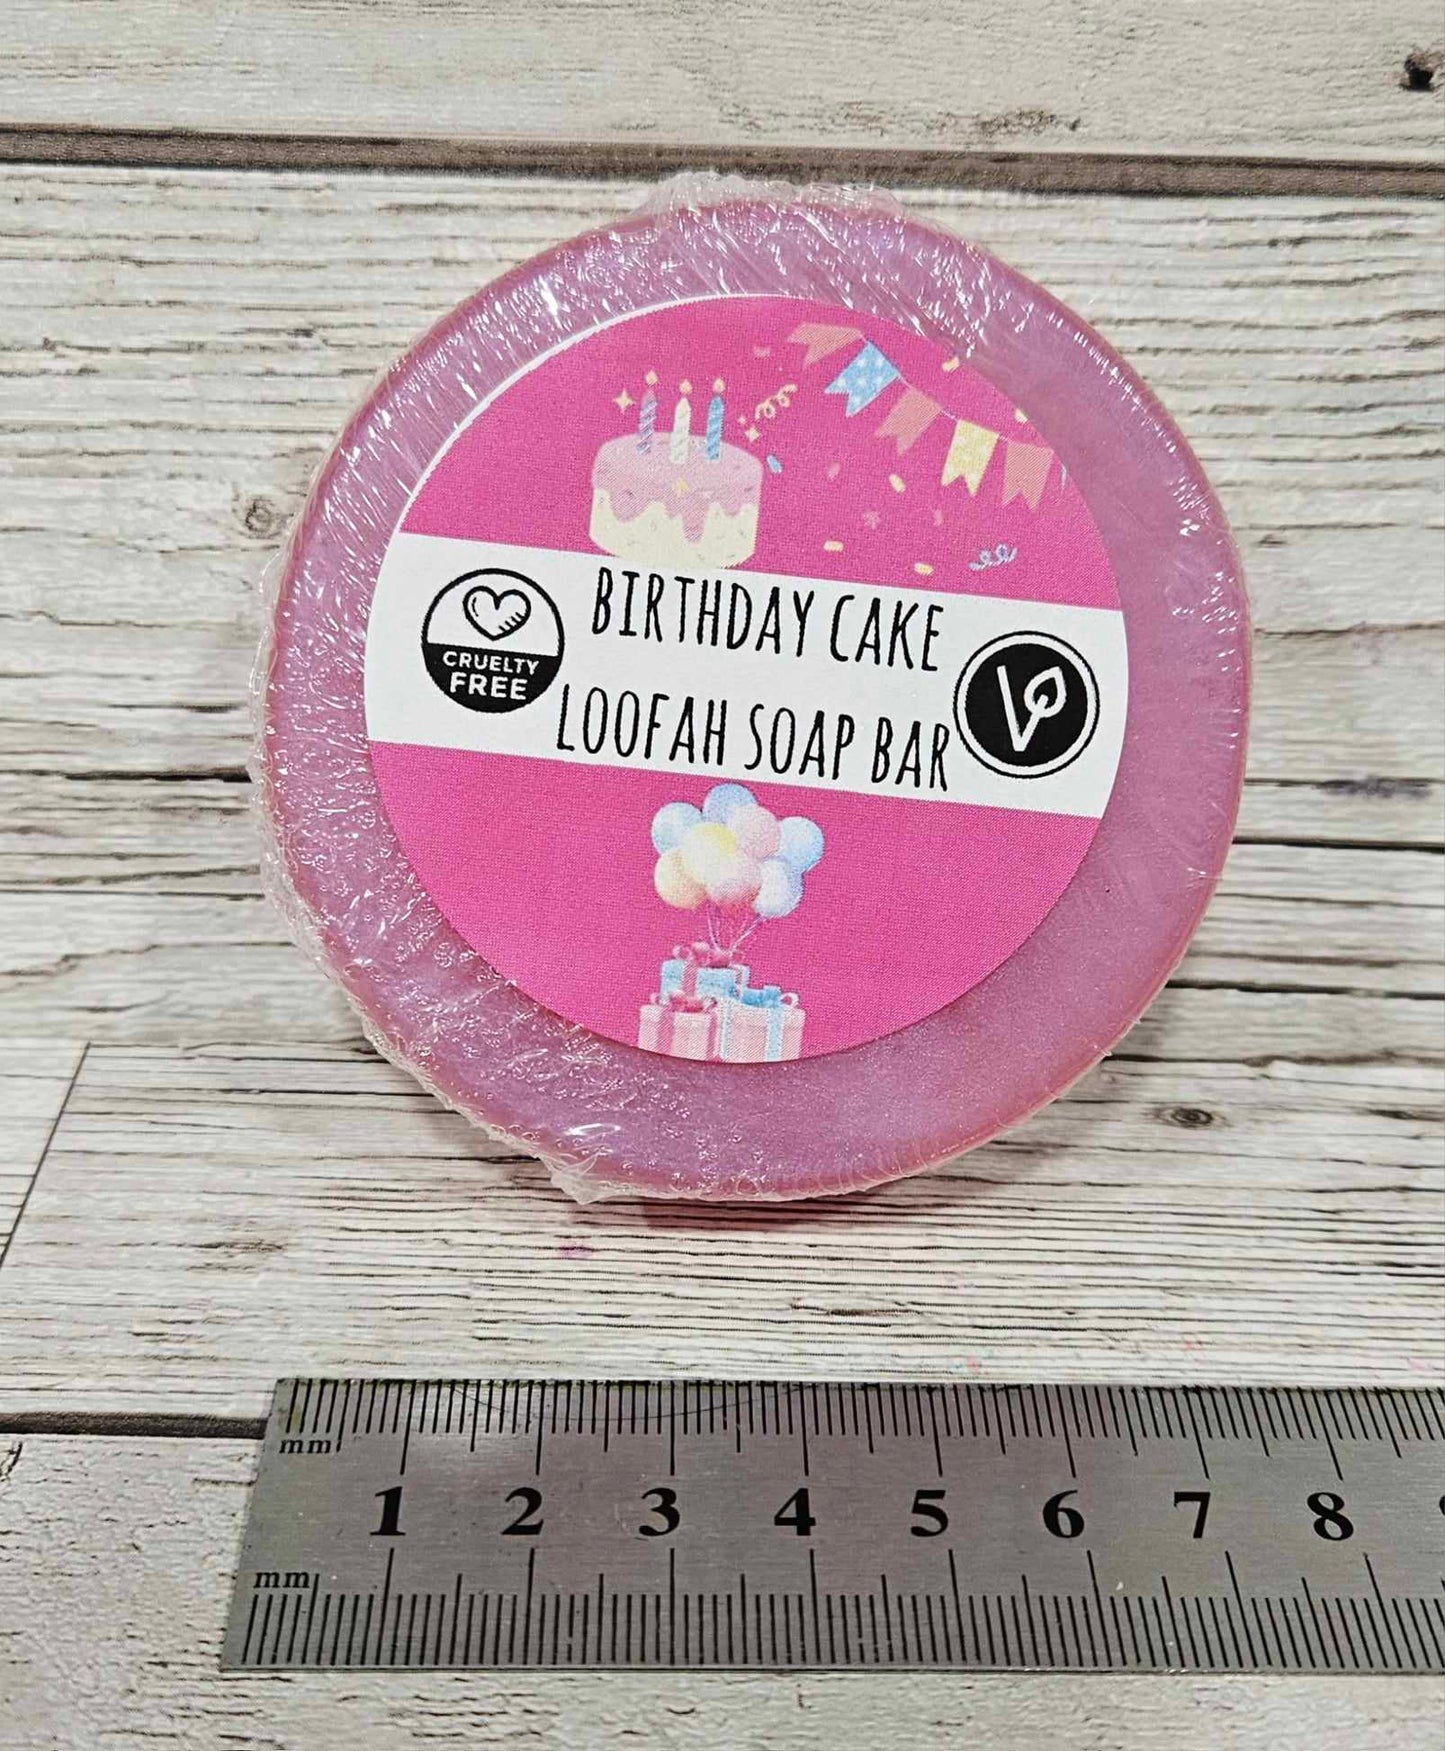 BIRTHDAY CAKE
LOOFAH SOAP BAR
CRUELTY
FREE
V
mm
1 2 3 4 5 6 7 8
mm